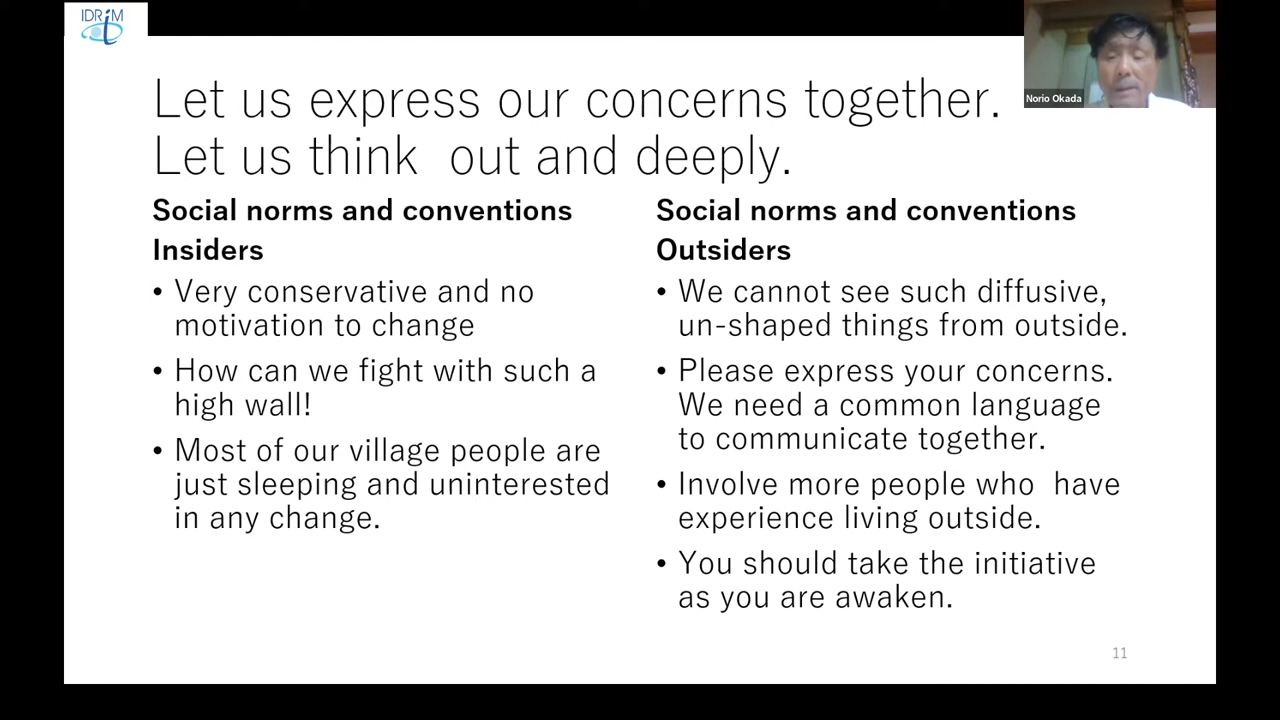 IDRiM
Norio Okada
Let us express our concerns together.
Let us think  out and deeply.
Social norms and conventions
Insiders
• Very conservative and no
motivation to change
• How can we fight with such a
high wall!
• Most of our village people are
just sleeping and uninterested
in any change.
Social norms and conventions
Outsiders
• We cannot see such diffusive,
un-shaped things from outside.
• Please express your concerns.
We need a common language
to communicate together.
• Involve more people who  have
experience living outside.
• You should take the initiative
as you are awaken.
11